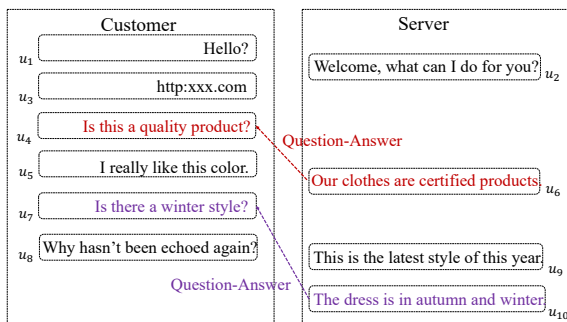 Customer
Server
Hello?
u1
Welcome, what can I do for you?
u2
http:xxx.com
u3
Is this a quality product?
u4
Question-Answer
I really like this color.
u5
Our clothes are certified products.
u6
Is there a winter style?
u7
Why hasn't been echoed again?
u8
This is the latest style of this year.
u9
Question-Answer
The dress is in autumn and winter.
u10